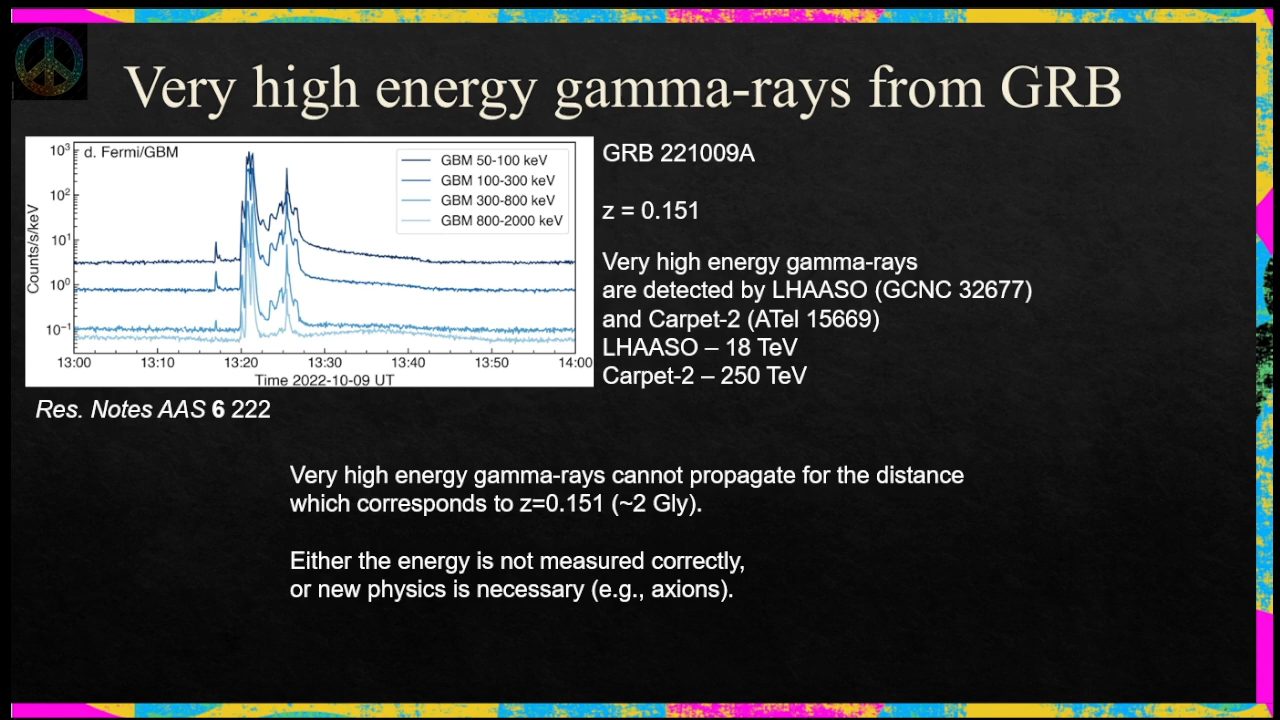 Very high energy gamma-rays from GRB
d. Fermi/GBM
GBM 50-100 keV
GBM 100-300 keV
GBM 300-800 keV
GBM 800-2000 keV
Counts/s/keV
10³
10²
10¹
10⁰
10⁻¹
13:00 13:10 13:20 13:30 13:40 13:50 14:00
Time 2022-10-09 UT
Res. Notes AAS 6 222
GRB 221009A
z = 0.151
Very high energy gamma-rays
are detected by LHAASO (GCNC 32677)
and Carpet-2 (ATel 15669)
LHAASO – 18 TeV
Carpet-2 – 250 TeV
Very high energy gamma-rays cannot propagate for the distance
which corresponds to z=0.151 (~2 Gly).
Either the energy is not measured correctly,
or new physics is necessary (e.g., axions).